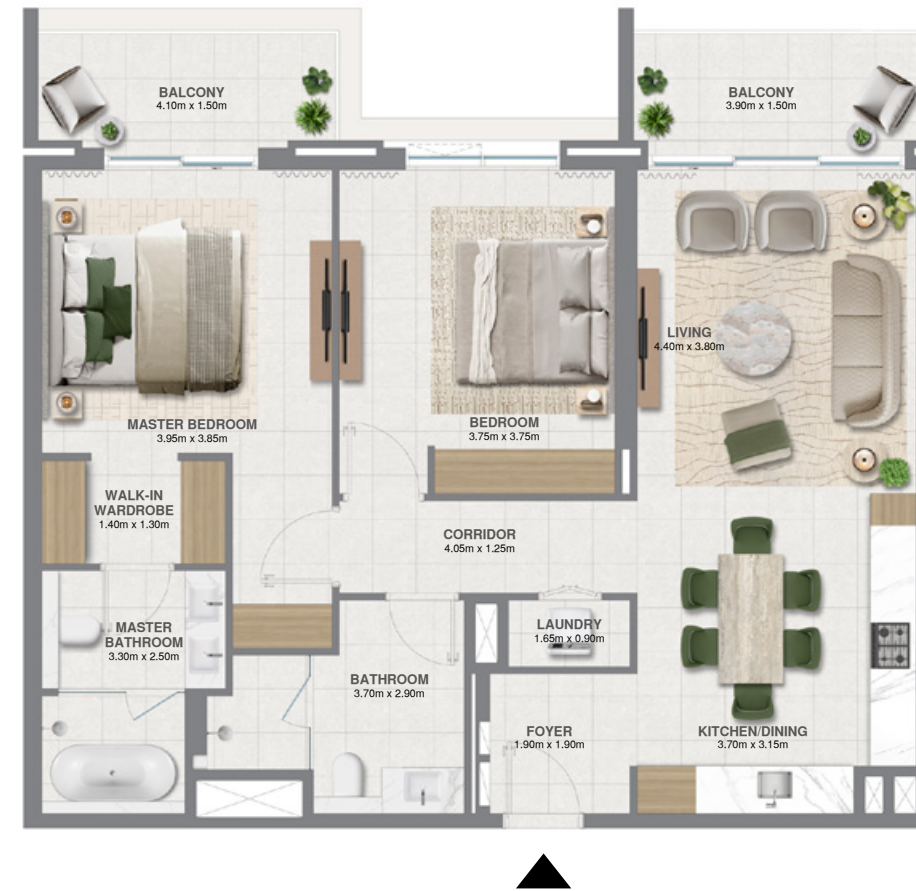 BALCONY
4.10m x 1.50m
BALCONY
3.90m x 1.50m
LIVING
4.40m x 3.80m
MASTER BEDROOM
3.95m x 3.85m
BEDROOM
3.75m x 3.75m
WALK-IN
WARDROBE
1.40m x 1.30m
CORRIDOR
4.05m x 1.25m
MASTER
BATHROOM
3.30m x 2.50m
LAUNDRY
1.65m x 0.90m
BATHROOM
3.70m x 2.90m
FOYER
1.90m x 1.90m
KITCHEN/DINING
3.70m x 3.15m